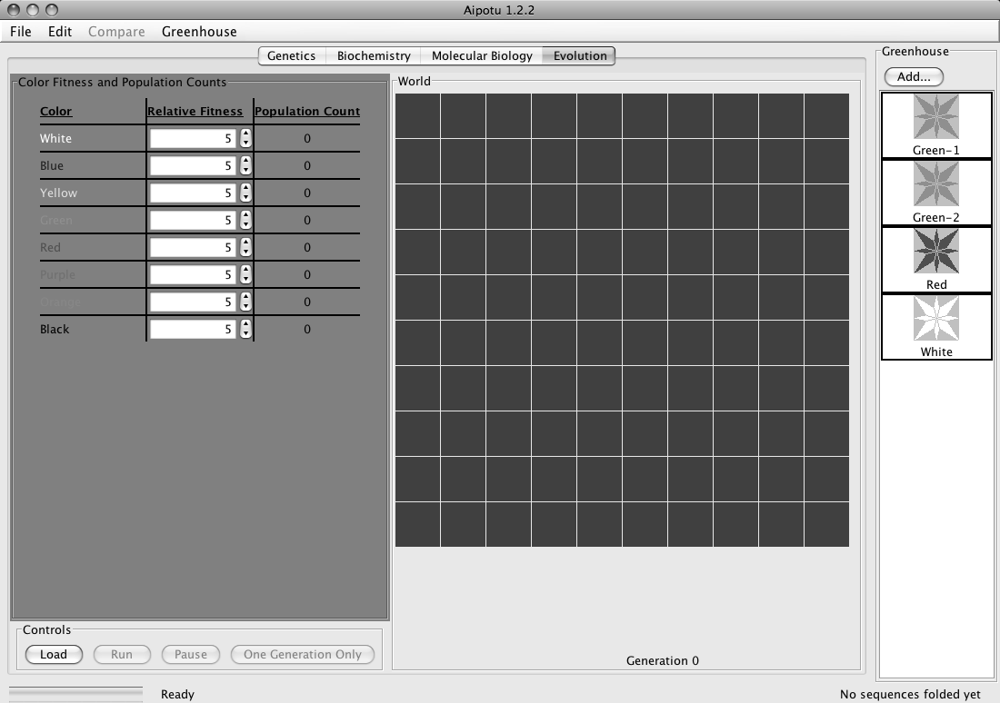 Aipotu 1.2.2
File Edit Compare Greenhouse
Genetics Biochemistry Molecular Biology Evolution
Color Fitness and Population Counts
Color Relative Fitness Population Count
White 5 0
Blue 5 0
Yellow 5 0
Green 5 0
Red 5 0
Purple 5 0
Orange 5 0
Black 5 0
Controls
Load Run Pause One Generation Only
World
Generation 0
Greenhouse
Add...
Green-1
Green-2
Red
White
Ready
No sequences folded yet